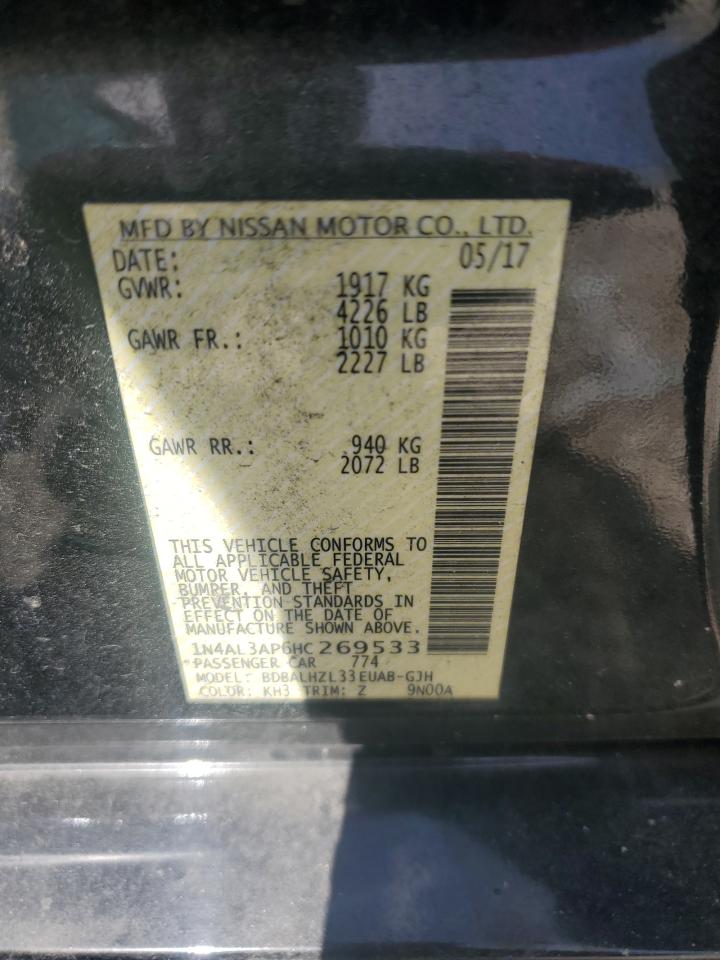 MFD BY NISSAN MOTOR CO., LTD.
DATE: 05/17
GVWR: 1917 KG
4226 LB
GAWR FR.: 1010 KG
2227 LB
GAWR RR.: 940 KG
2072 LB
THIS VEHICLE CONFORMS TO
ALL APPLICABLE FEDERAL
MOTOR VEHICLE SAFETY,
BUMPER, AND THEFT
PREVENTION STANDARDS IN
EFFECT ON THE DATE OF
MANUFACTURE SHOWN ABOVE.
1N4AL3AP6HC269533
PASSENGER CAR 774
MODEL: BDBALHZL33EUAB-GJH
COLOR: KH3 TRIM: Z 9N00A